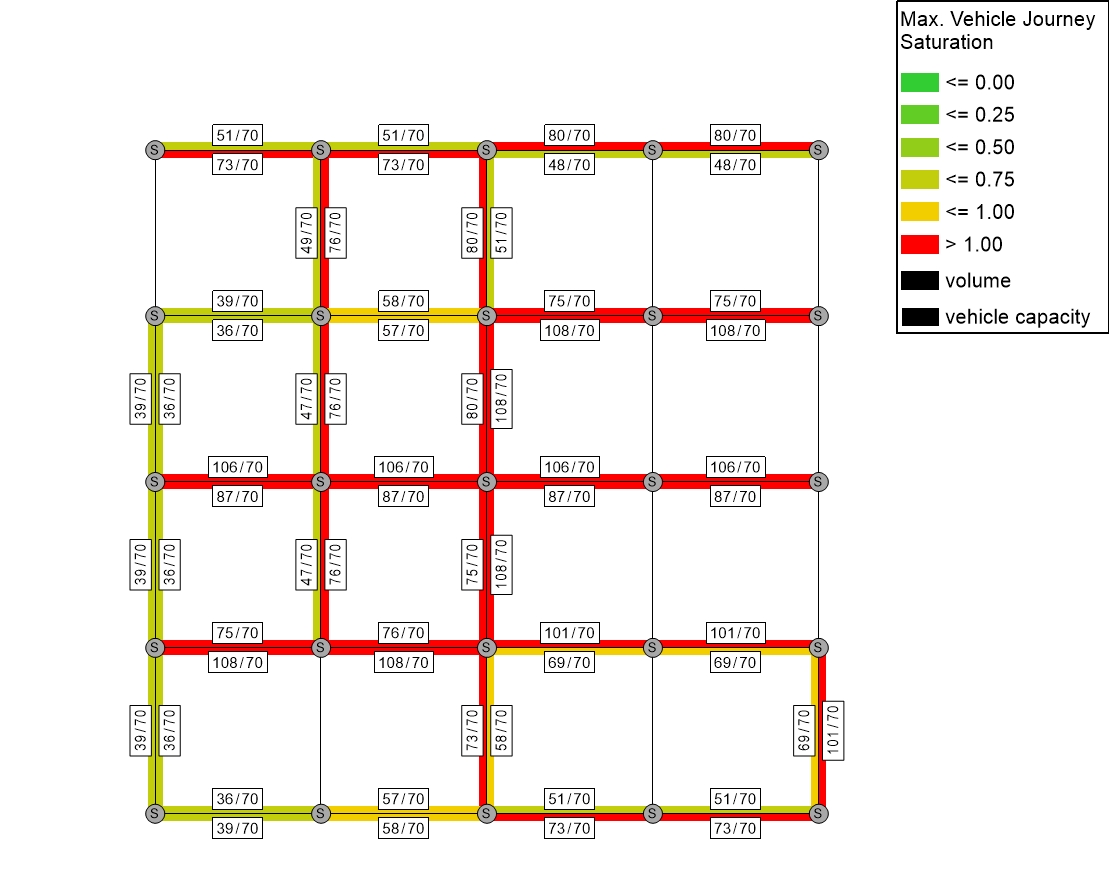 Max. Vehicle Journey
Saturation
<= 0.00
<= 0.25
<= 0.50
<= 0.75
<= 1.00
> 1.00
volume
vehicle capacity
51/70 51/70 80/70 80/70
S S S S S
73/70 73/70 48/70 48/70
49/70 76/70 80/70 51/70
39/70 58/70 75/70 75/70
S S S S S
36/70 57/70 108/70 108/70
39/70 36/70 47/70 76/70 80/70 108/70
106/70 106/70 106/70 106/70
S S S S S
87/70 87/70 87/70 87/70
39/70 36/70 47/70 76/70 75/70 108/70
75/70 76/70 101/70 101/70
S S S S S
108/70 108/70 69/70 69/70
39/70 36/70 73/70 58/70 69/70 101/70
36/70 57/70 51/70 51/70
S S S S S
39/70 58/70 73/70 73/70